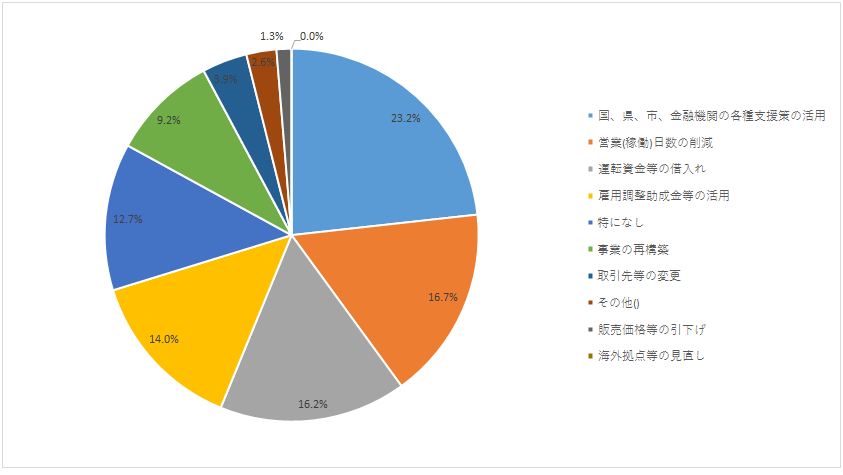 1.3%
0.0%
2.6%
3.9%
23.2%
9.2%
12.7%
16.7%
14.0%
16.2%
国、県、市、金融機関の各種支援策の活用
営業(稼働)日数の削減
運転資金等の借入れ
雇用調整助成金等の活用
特になし
事業の再構築
取引先等の変更
その他()
販売価格等の引下げ
海外拠点等の見直し